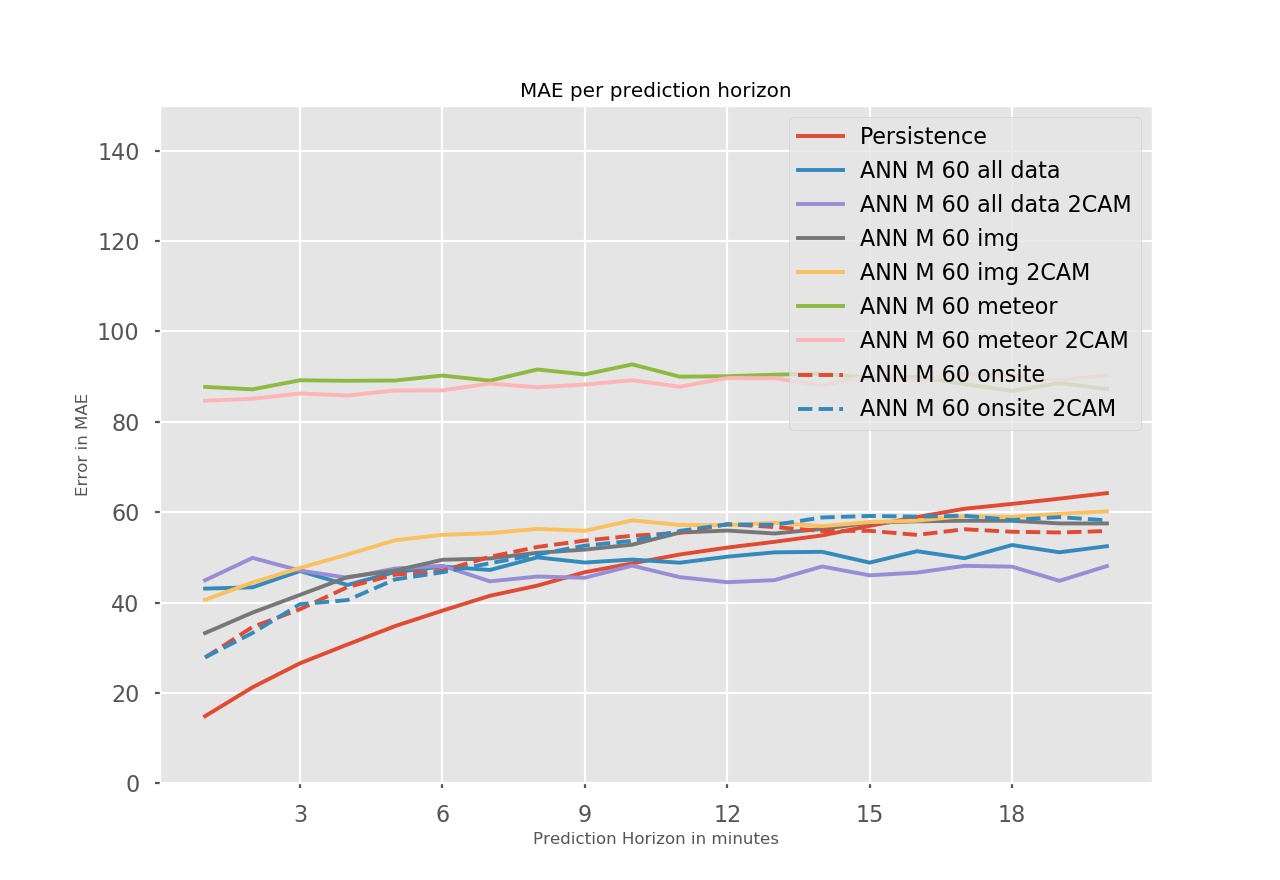 MAE per prediction horizon
Persistence
ANN M 60 all data
ANN M 60 all data 2CAM
ANN M 60 img
ANN M 60 img 2CAM
ANN M 60 meteor
ANN M 60 meteor 2CAM
ANN M 60 onsite
ANN M 60 onsite 2CAM
Error in MAE
140
120
100
80
60
40
20
0
3 6 9 12 15 18
Prediction Horizon in minutes